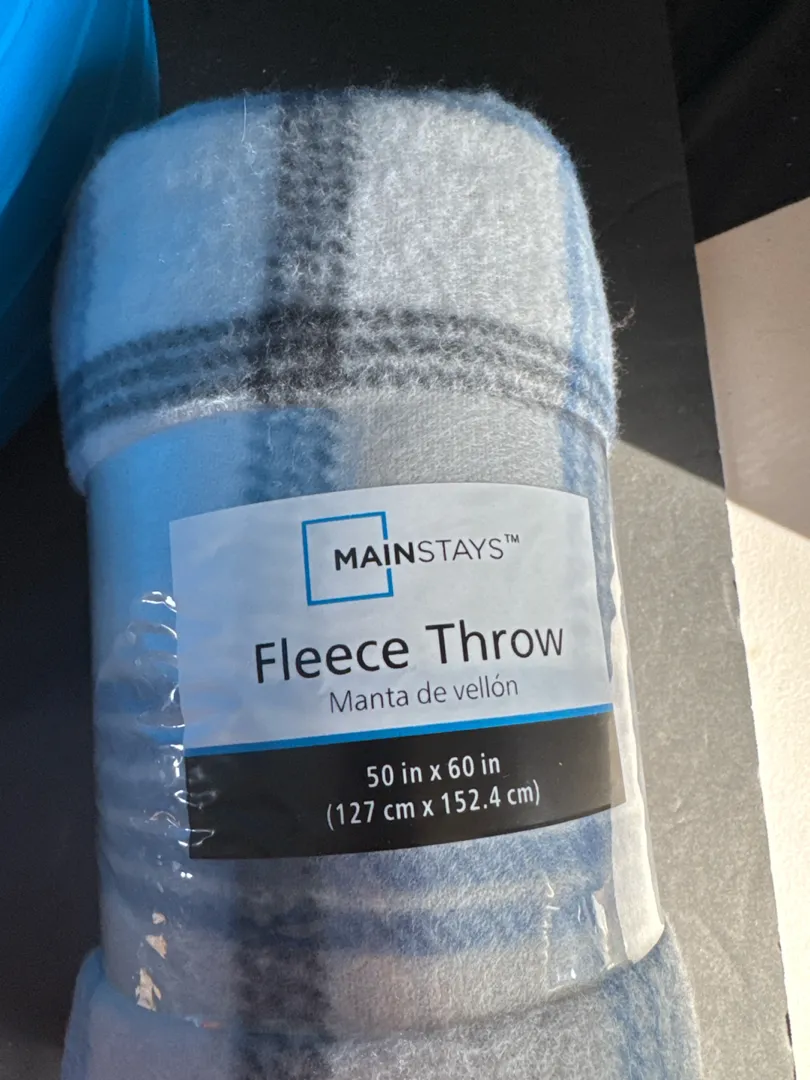 MAINSTAYS™
Fleece Throw
Manta de vellón
50 in x 60 in
(127 cm x 152.4 cm)